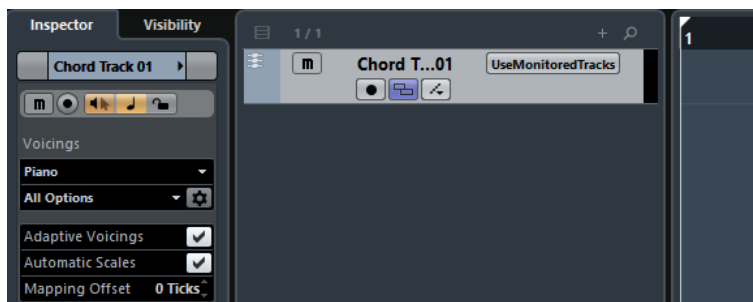 Inspector
Visibility
1 / 1
+
1
Chord Track 01
m
Chord T...01
UseMonitoredTracks
m
Voicings
Piano
All Options
Adaptive Voicings
Automatic Scales
Mapping Offset 0 Ticks